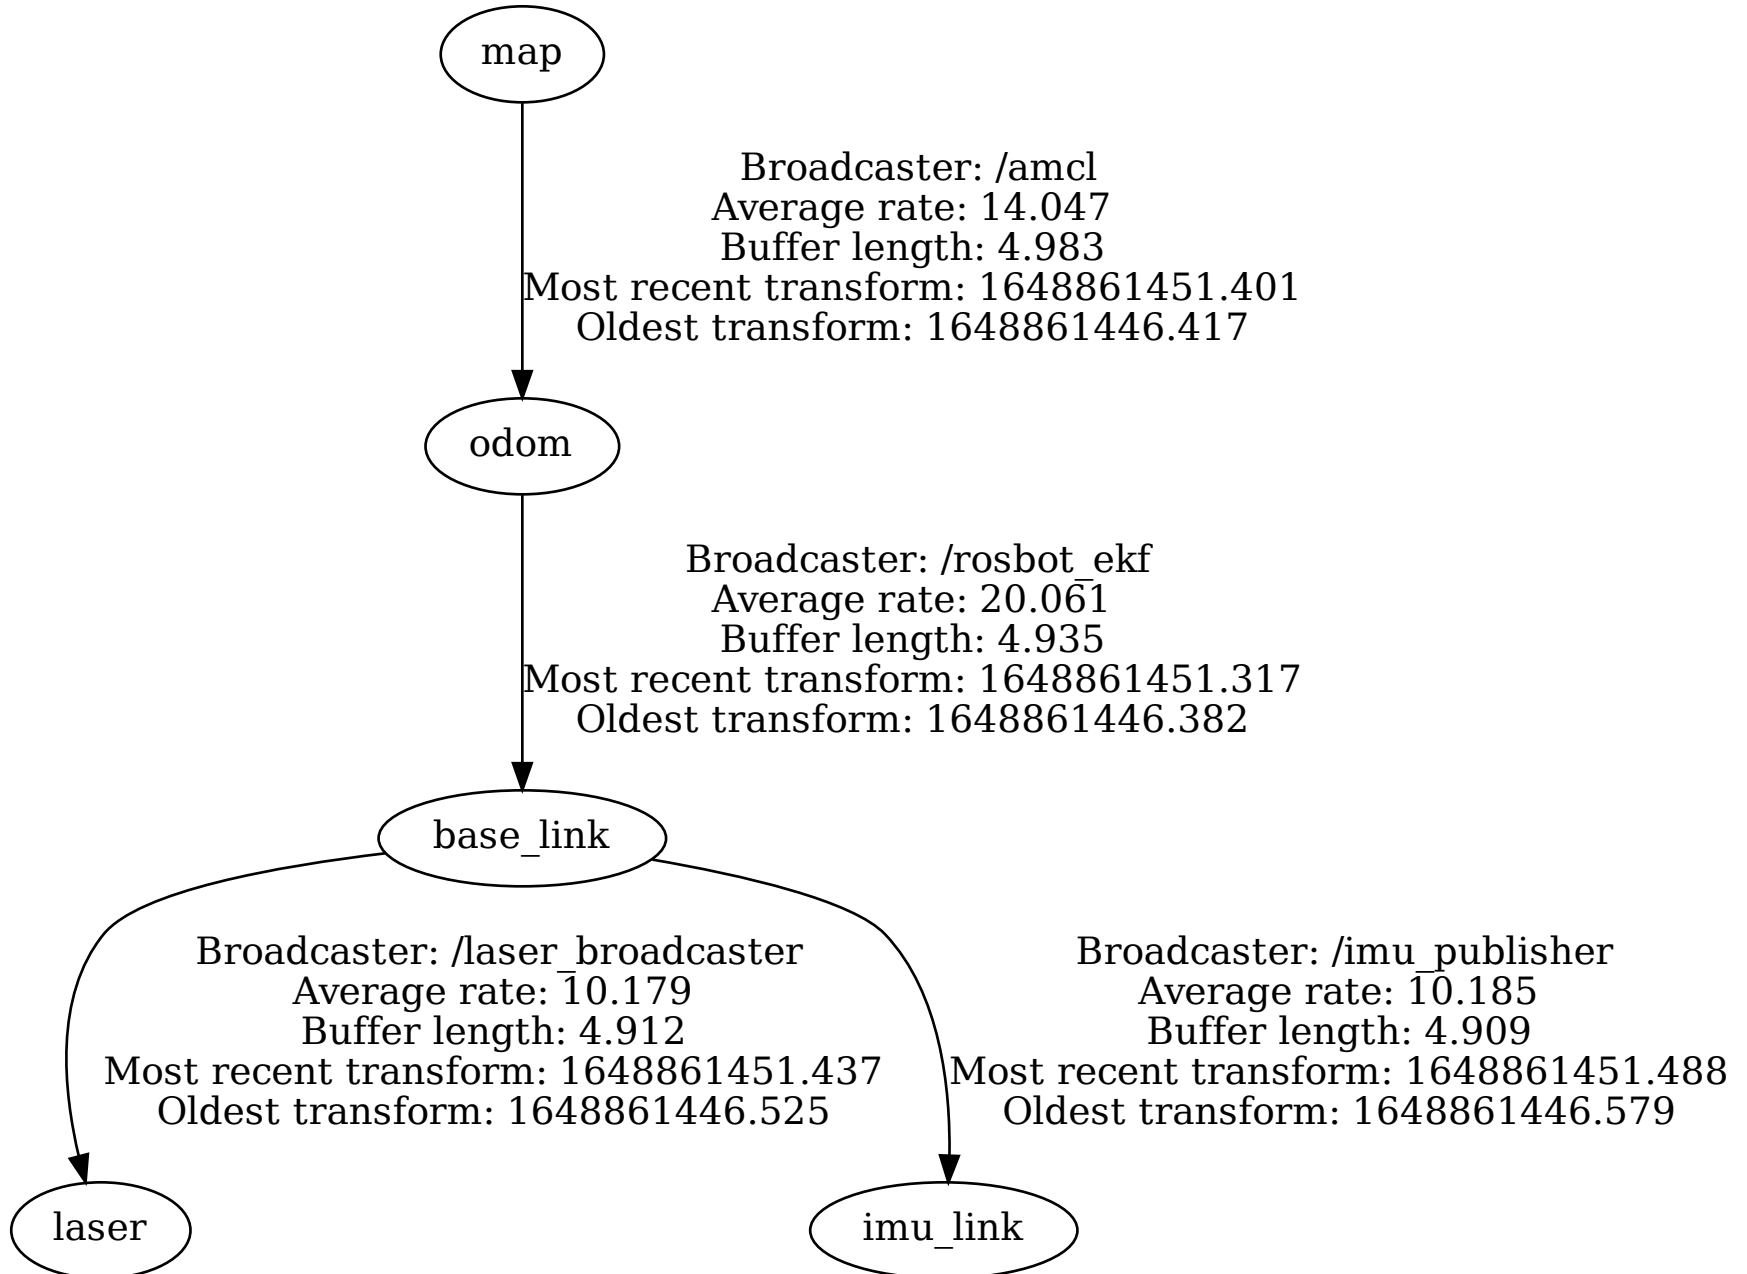 map
Broadcaster: /amcl
Average rate: 14.047
Buffer length: 4.983
Most recent transform: 1648861451.401
Oldest transform: 1648861446.417
odom
Broadcaster: /rosbot_ekf
Average rate: 20.061
Buffer length: 4.935
Most recent transform: 1648861451.317
Oldest transform: 1648861446.382
base_link
Broadcaster: /laser_broadcaster
Average rate: 10.179
Buffer length: 4.912
Most recent transform: 1648861451.437
Oldest transform: 1648861446.525
Broadcaster: /imu_publisher
Average rate: 10.185
Buffer length: 4.909
Most recent transform: 1648861451.488
Oldest transform: 1648861446.579
laser
imu_link